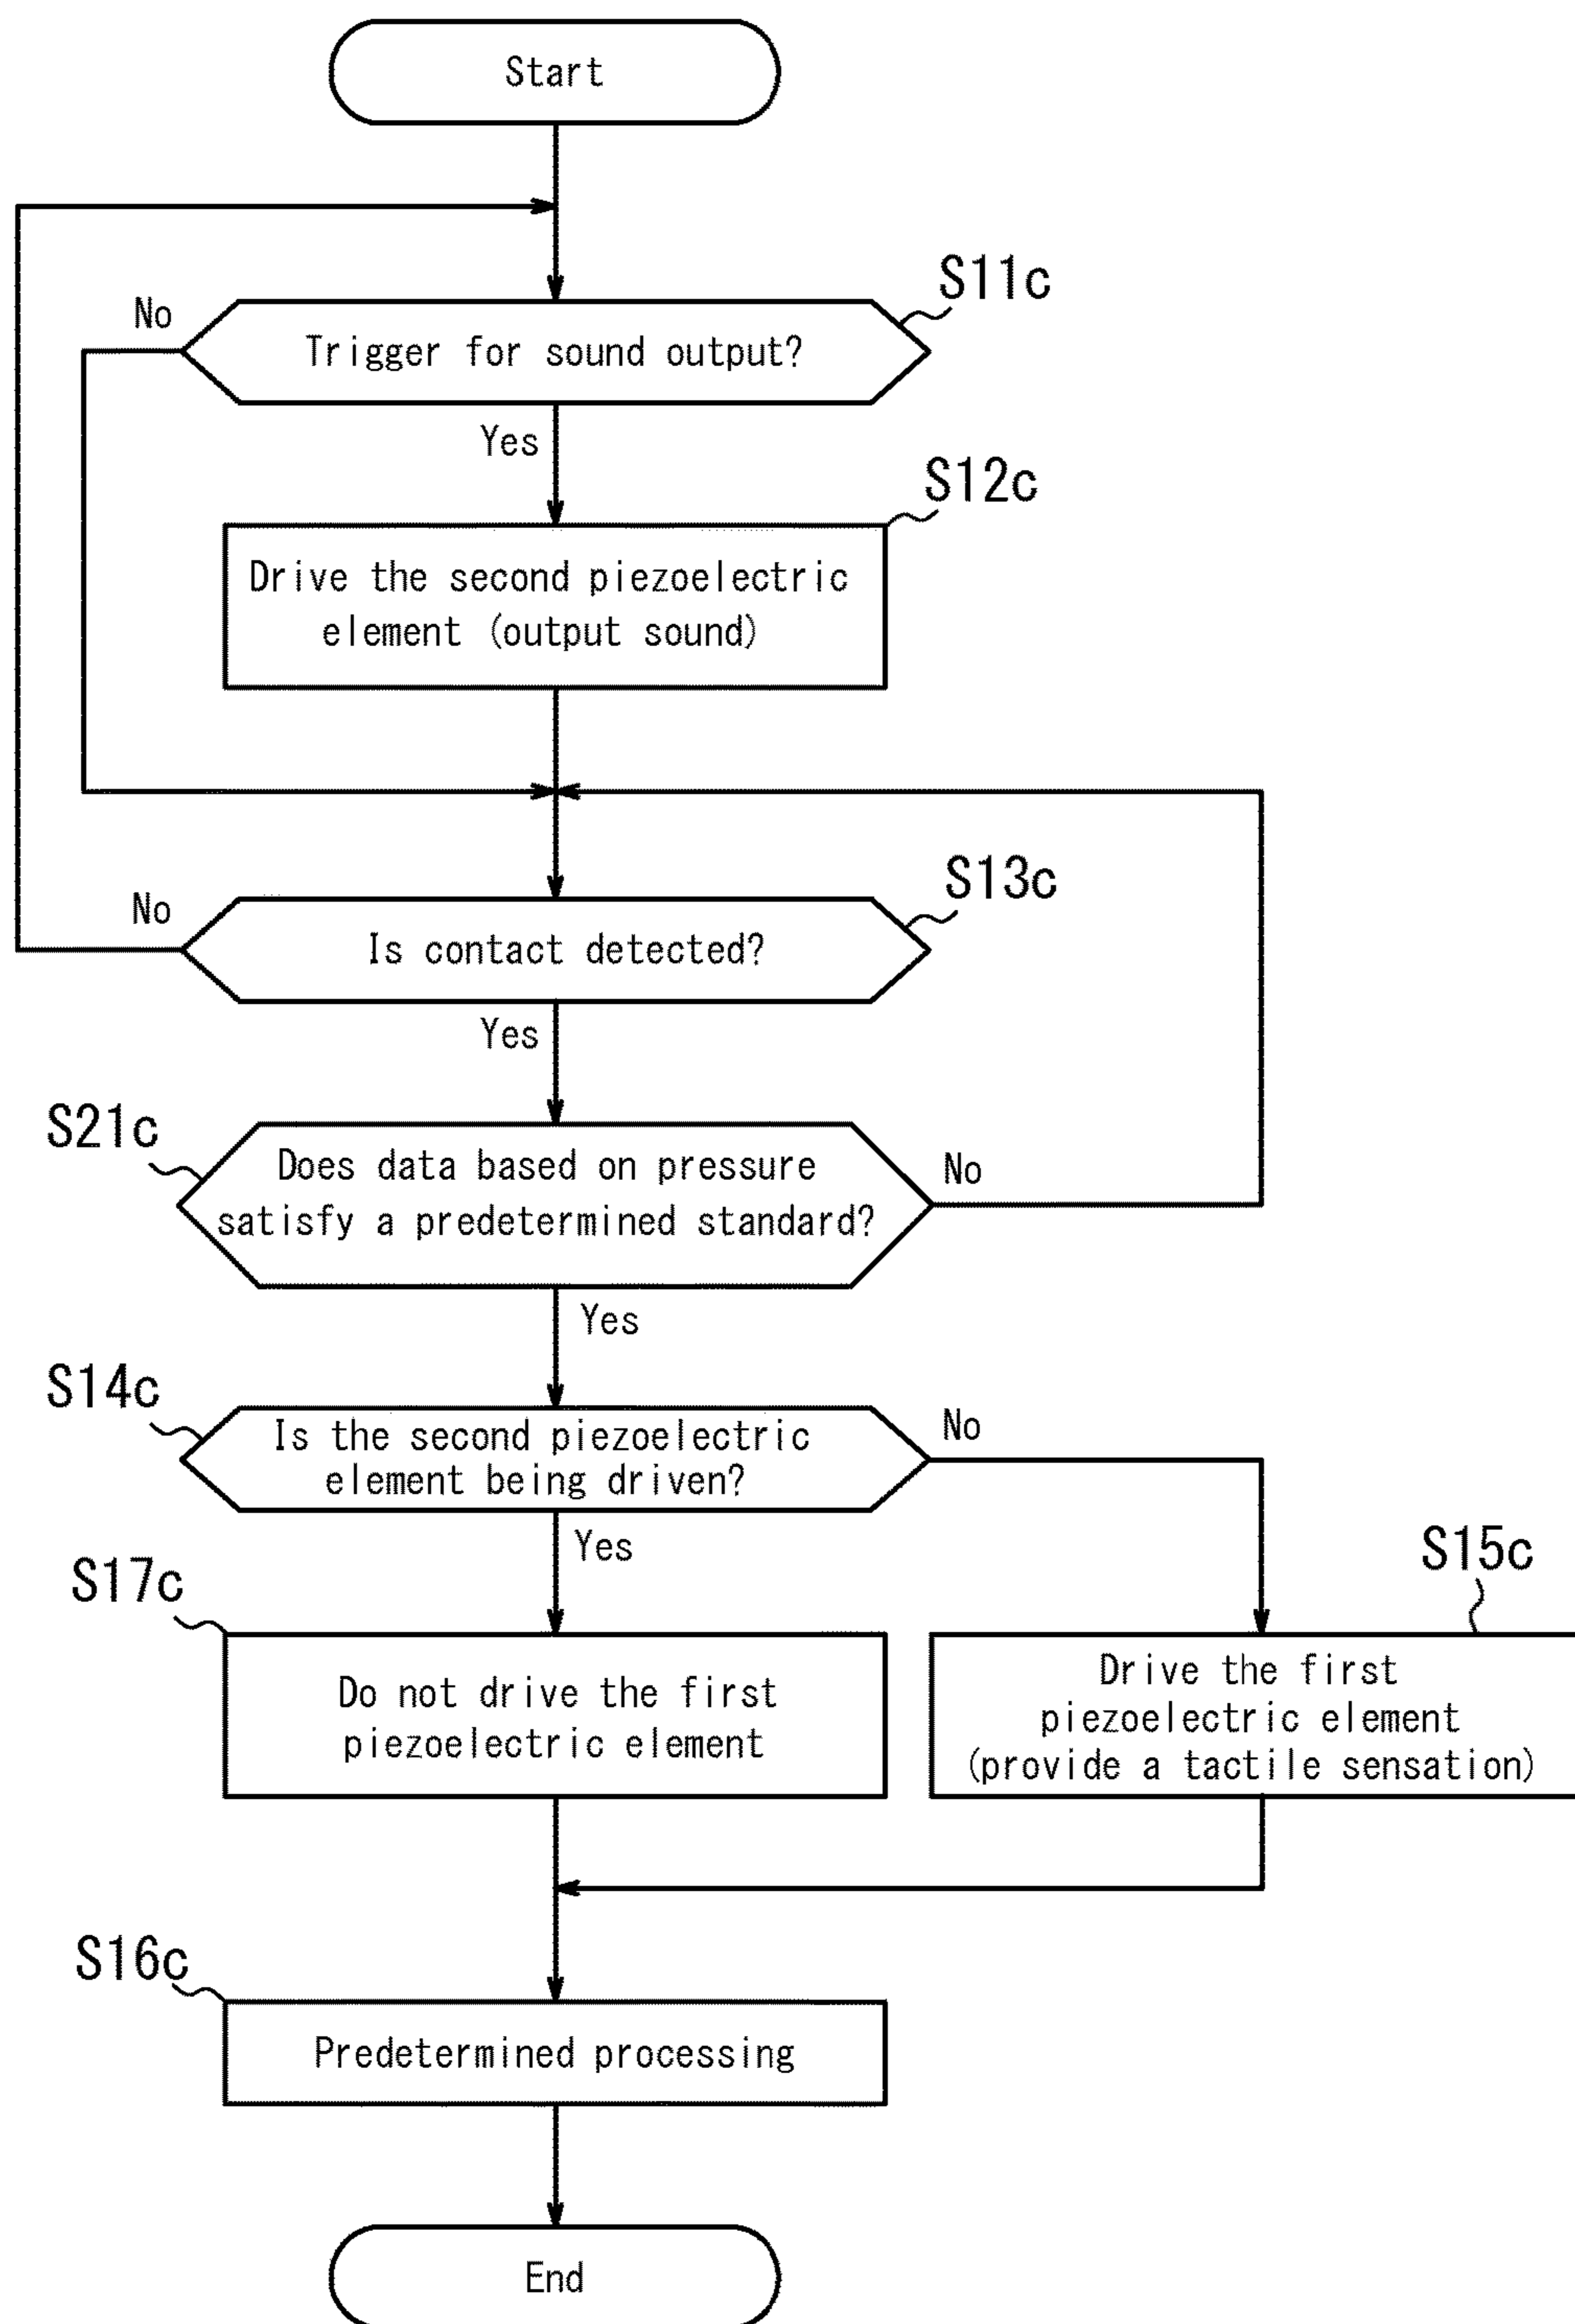 Start
S11c
No
Trigger for sound output?
Yes
S12c
Drive the second piezoelectric
element (output sound)
S13c
No
Is contact detected?
Yes
S21c
Does data based on pressure
satisfy a predetermined standard?
No
Yes
S14c
Is the second piezoelectric
element being driven?
No
Yes
S17c
Do not drive the first
piezoelectric element
S15c
Drive the first
piezoelectric element
(provide a tactile sensation)
S16c
Predetermined processing
End